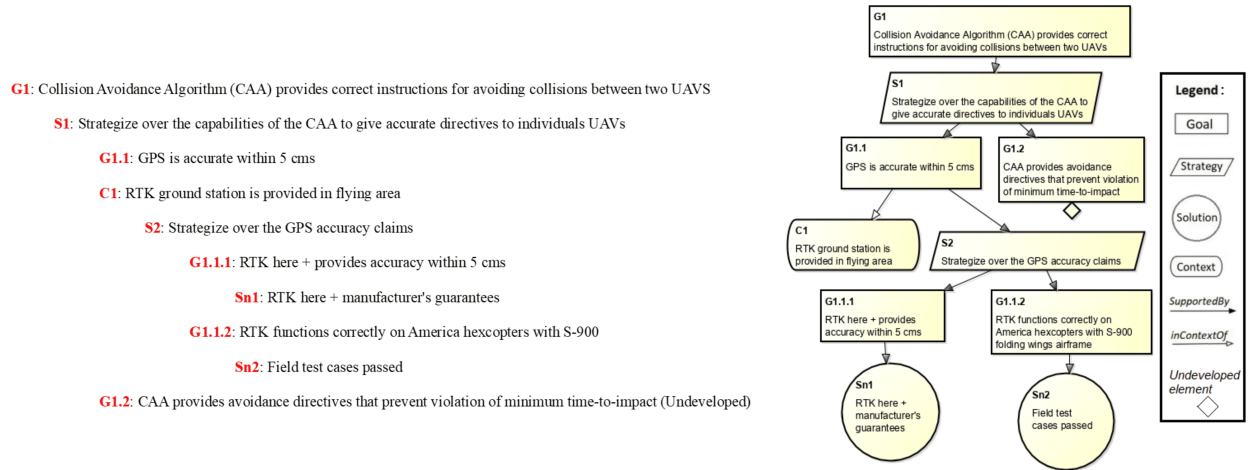 G1: Collision Avoidance Algorithm (CAA) provides correct instructions for avoiding collisions between two UAVS
S1: Strategize over the capabilities of the CAA to give accurate directives to individuals UAVs
G1.1: GPS is accurate within 5 cms
C1: RTK ground station is provided in flying area
S2: Strategize over the GPS accuracy claims
G1.1.1: RTK here + provides accuracy within 5 cms
Sn1: RTK here + manufacturer's guarantees
G1.1.2: RTK functions correctly on America hexcopters with S-900
Sn2: Field test cases passed
G1.2: CAA provides avoidance directives that prevent violation of minimum time-to-impact (Undeveloped)
G1
Collision Avoidance Algorithm (CAA) provides correct
instructions for avoiding collisions between two UAVs
S1
Strategize over the capabilities of the CAA to
give accurate directives to individuals UAVs
G1.1
GPS is accurate within 5 cms
G1.2
CAA provides avoidance
directives that prevent violation
of minimum time-to-impact
C1
RTK ground station is
provided in flying area
S2
Strategize over the GPS accuracy claims
G1.1.1
RTK here + provides
accuracy within 5 cms
G1.1.2
RTK functions correctly on
America hexcopters with S-900
folding wings airframe
Sn1
RTK here +
manufacturer's
guarantees
Sn2
Field test
cases passed
Legend :
Goal
Strategy
Solution
Context
SupportedBy
inContextOf
Undeveloped
element